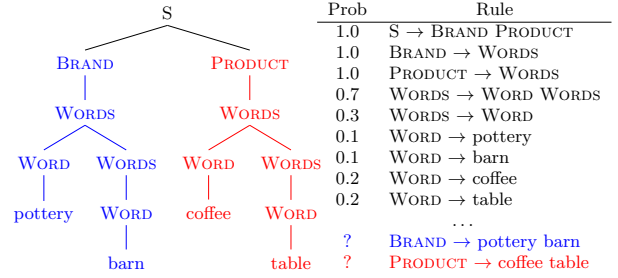 S
BRAND PRODUCT
WORDS WORDS
WORD WORDS WORD WORDS
pottery WORD coffee WORD
barn table
Prob Rule
1.0 S → BRAND PRODUCT
1.0 BRAND → WORDS
1.0 PRODUCT → WORDS
0.7 WORDS → WORD WORDS
0.3 WORDS → WORD
0.1 WORD → pottery
0.1 WORD → barn
0.2 WORD → coffee
0.2 WORD → table
...
? BRAND → pottery barn
? PRODUCT → coffee table